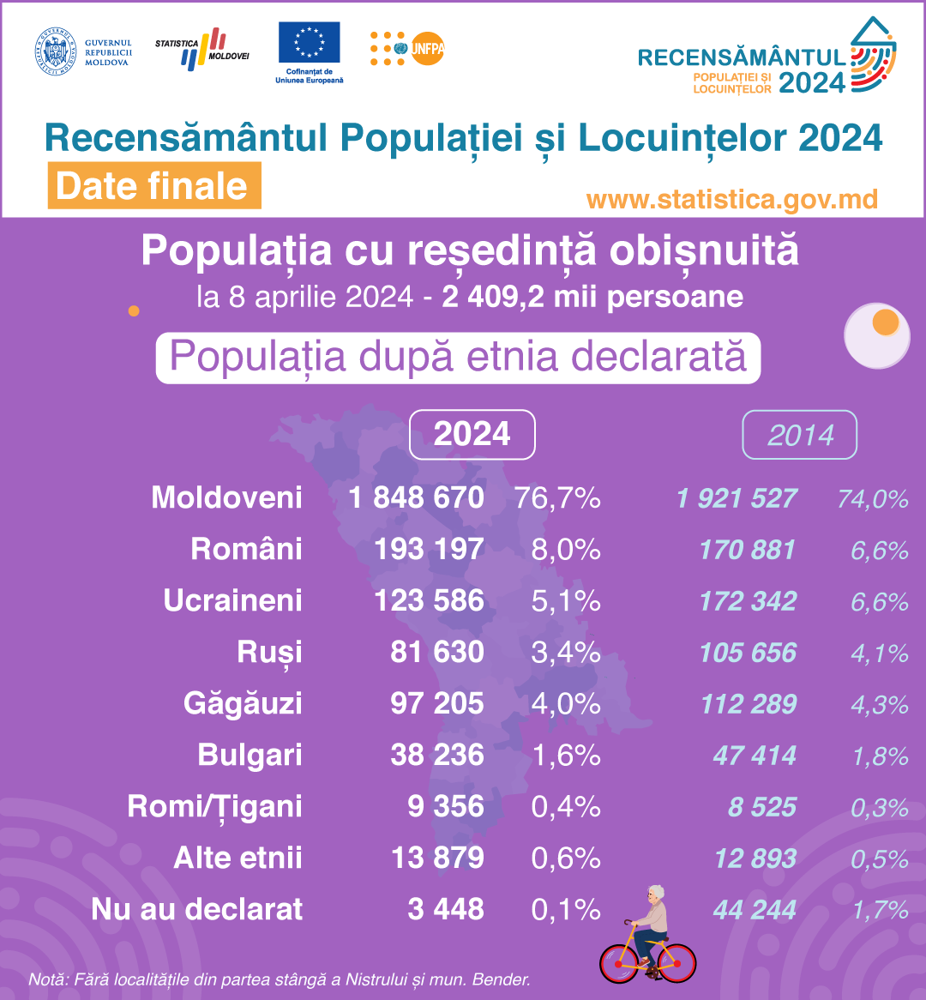 GUVERNUL
REPUBLICII
MOLDOVA
STATISTICA
MOLDOVEI
Cofinanțat de
Uniunea Europeană
UNFPA
RECENSĂMÂNTUL
POPULAȚIEI ȘI
LOCUINȚELOR 2024
Recensământul Populației și Locuințelor 2024
Date finale
www.statistica.gov.md
Populația cu reședință obișnuită
la 8 aprilie 2024 - 2 409,2 mii persoane
Populația după etnia declarată
2024 2014
Moldoveni 1 848 670 76,7% 1 921 527 74,0%
Români 193 197 8,0% 170 881 6,6%
Ucraineni 123 586 5,1% 172 342 6,6%
Ruși 81 630 3,4% 105 656 4,1%
Găgăuzi 97 205 4,0% 112 289 4,3%
Bulgari 38 236 1,6% 47 414 1,8%
Romi/Țigani 9 356 0,4% 8 525 0,3%
Alte etnii 13 879 0,6% 12 893 0,5%
Nu au declarat 3 448 0,1% 44 244 1,7%
Notă: Fără localitățile din partea stângă a Nistrului și mun. Bender.